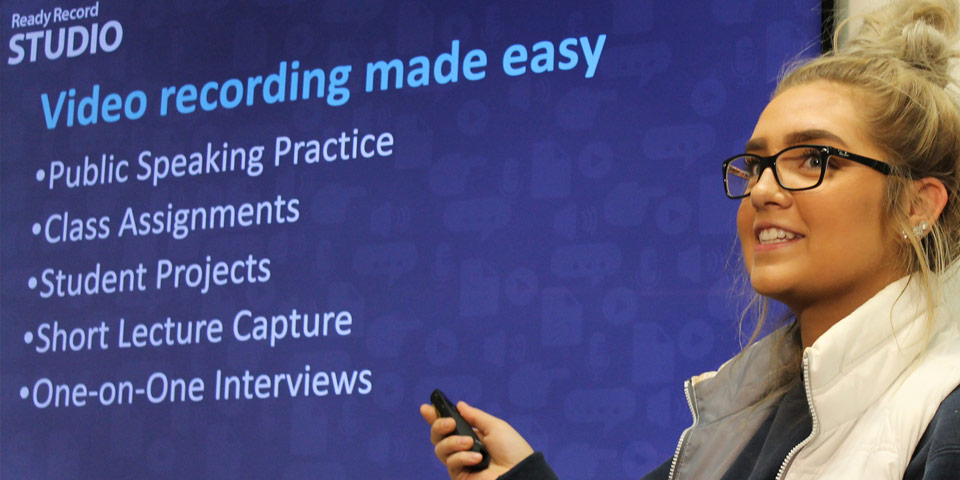 Ready Record
STUDIO
Video recording made easy
•Public Speaking Practice
•Class Assignments
•Student Projects
•Short Lecture Capture
•One-on-One Interviews